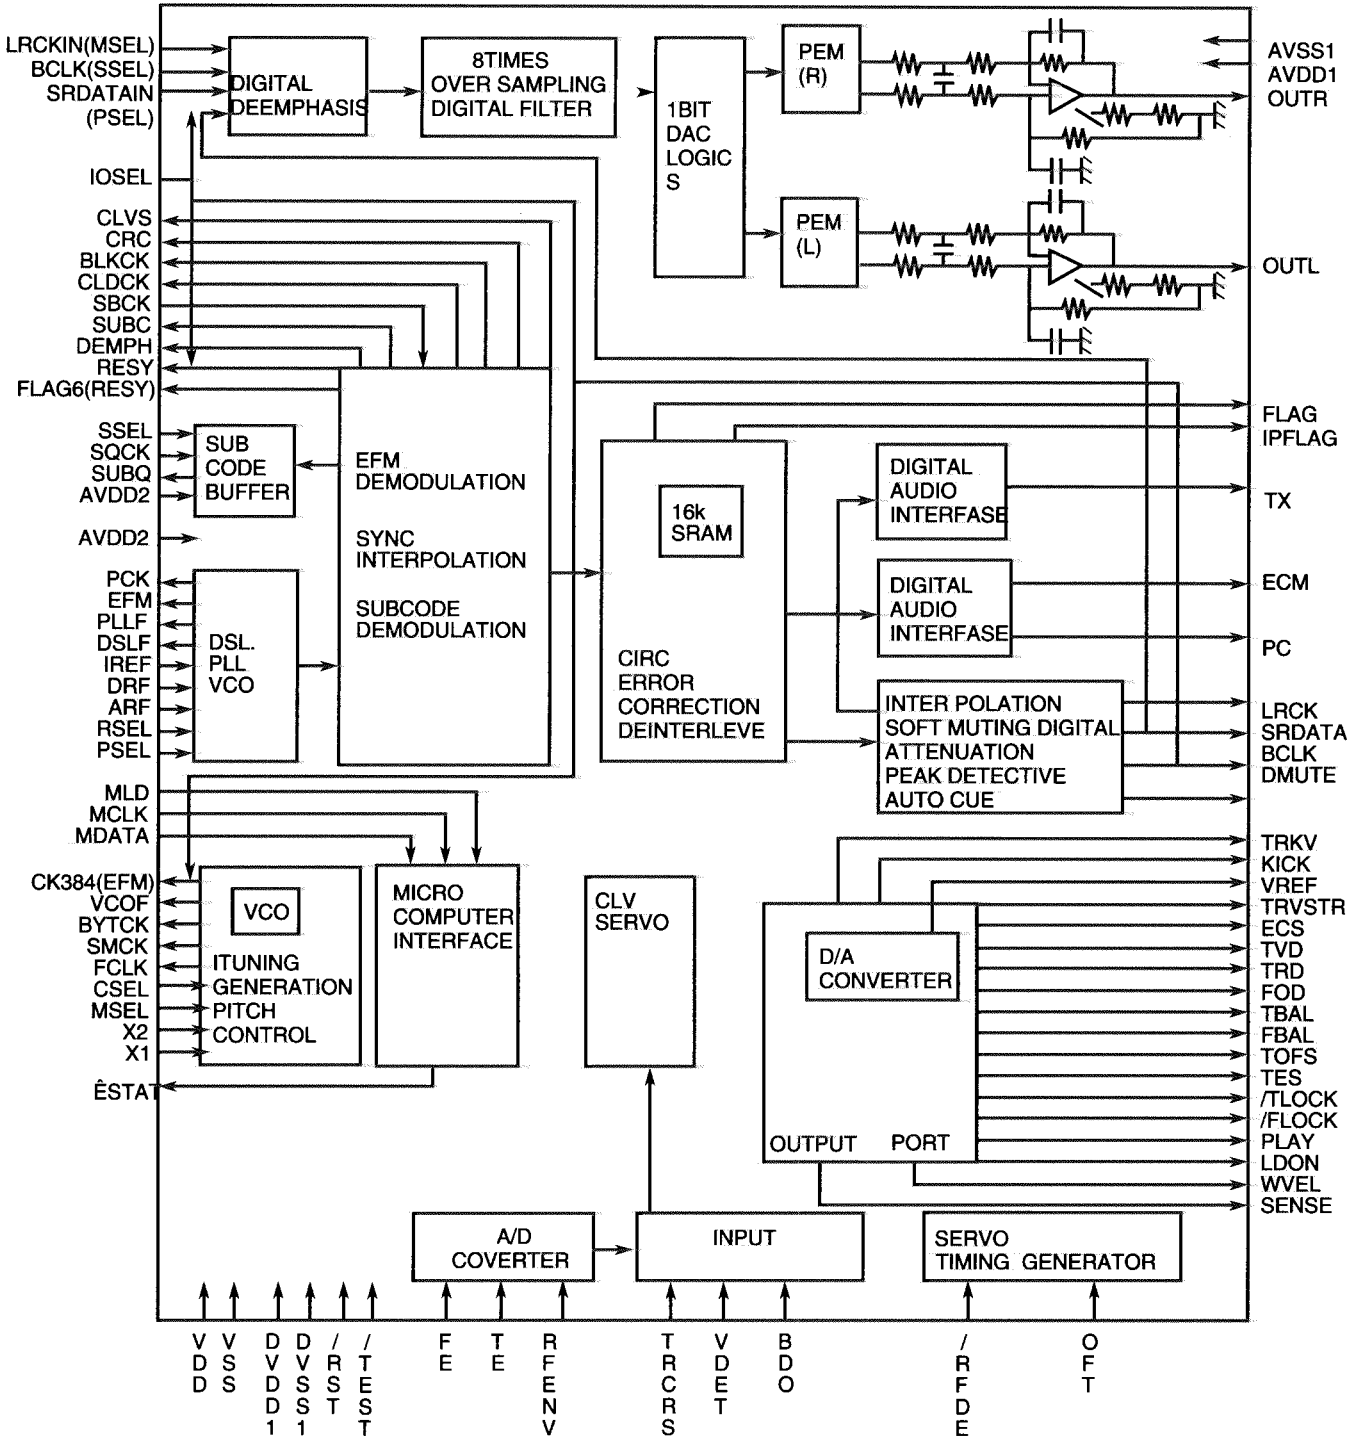 LRCKIN(MSEL)
BCLK(SSEL)
SRDATAIN
(PSEL)
IOSEL
CLVS
CRC
BLKCK
CLDCK
SBCK
SUBC
DEMPH
RESY
FLAG6(RESY)
SSEL
SQCK
SUBQ
AVDD2
AVDD2
PCK
EFM
PLLF
DSLF
IREF
DRF
ARF
RSEL
PSEL
MLD
MCLK
MDATA
CK384(EFM)
VCOF
BYTCK
SMCK
FCLK
CSEL
MSEL
X2
X1
ÊSTAT
DIGITAL
DEEMPHASIS
8TIMES
OVER SAMPLING
DIGITAL FILTER
1BIT
DAC
LOGIC
S
PEM
(R)
PEM
(L)
SUB
CODE
BUFFER
EFM
DEMODULATION
SYNC
INTERPOLATION
SUBCODE
DEMODULATION
DSL.
PLL
VCO
16k
SRAM
CIRC
ERROR
CORRECTION
DEINTERLEVE
DIGITAL
AUDIO
INTERFASE
DIGITAL
AUDIO
INTERFASE
INTER POLATION
SOFT MUTING DIGITAL
ATTENUATION
PEAK DETECTIVE
AUTO CUE
VCO
ITUNING
GENERATION
PITCH
CONTROL
MICRO
COMPUTER
INTERFACE
CLV
SERVO
D/A
CONVERTER
OUTPUT PORT
A/D
COVERTER
INPUT
SERVO
TIMING GENERATOR
AVSS1
AVDD1
OUTR
OUTL
FLAG
IPFLAG
TX
ECM
PC
LRCK
SRDATA
BCLK
DMUTE
TRKV
KICK
VREF
TRVSTR
ECS
TVD
TRD
FOD
TBAL
FBAL
TOFS
TES
/TLOCK
/FLOCK
PLAY
LDON
WVEL
SENSE
VDD
VSS
DVDD1
DVSS1
/RST
/TEST
FE
TE
RFENV
TRCRS
VDET
BDO
/RFDE
OFT